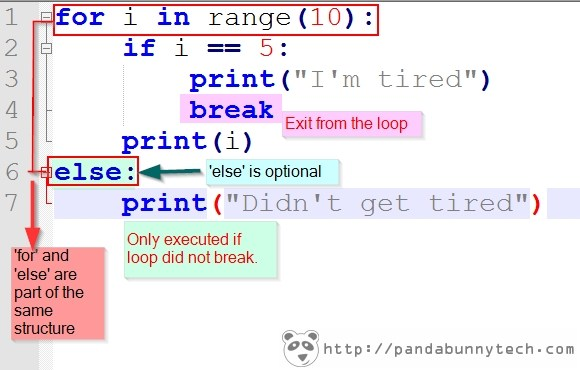 1 for i in range(10):
2 if i == 5:
3 print("I'm tired")
4 break
Exit from the loop
5 print(i)
6 else:
'else' is optional
7 print("Didn't get tired")
Only executed if
loop did not break.
'for' and
'else' are
part of the
same
structure
http://pandabunnytech.com